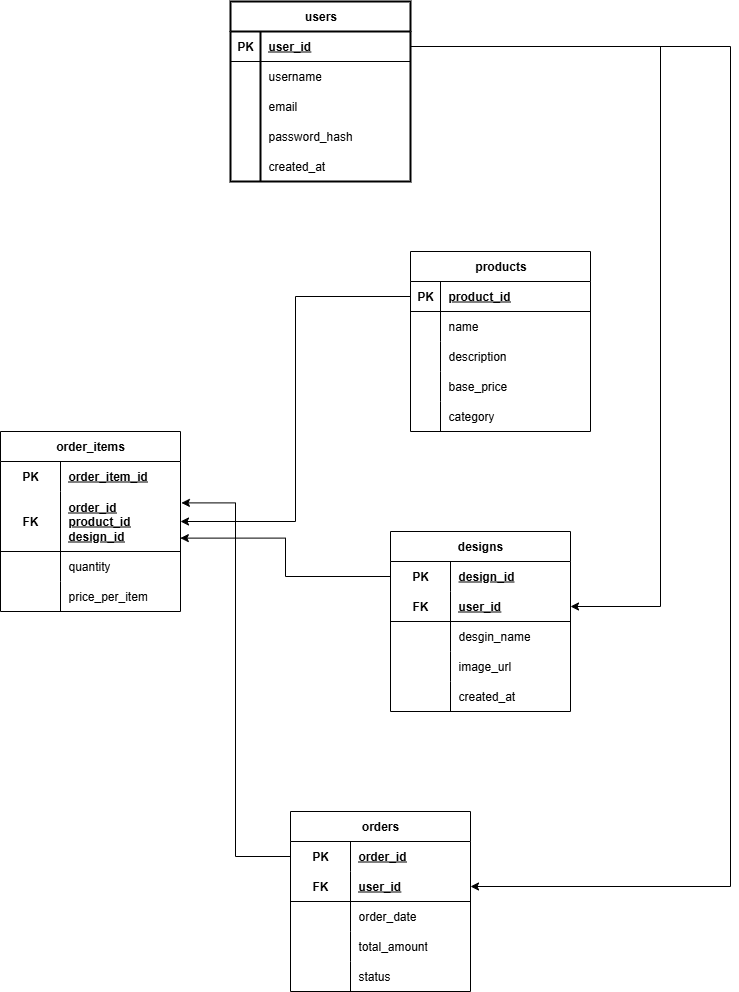 users
PK user_id
username
email
password_hash
created_at
products
PK product_id
name
description
base_price
category
order_items
PK order_item_id
order_id
FK product_id
design_id
quantity
price_per_item
designs
PK design_id
FK user_id
desgin_name
image_url
created_at
orders
PK order_id
FK user_id
order_date
total_amount
status